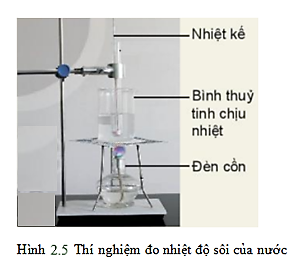 Nhiệt kế
Bình thuỷ
tinh chịu
nhiệt
Đèn cồn
Hình 2.5 Thí nghiệm đo nhiệt độ sôi của nước